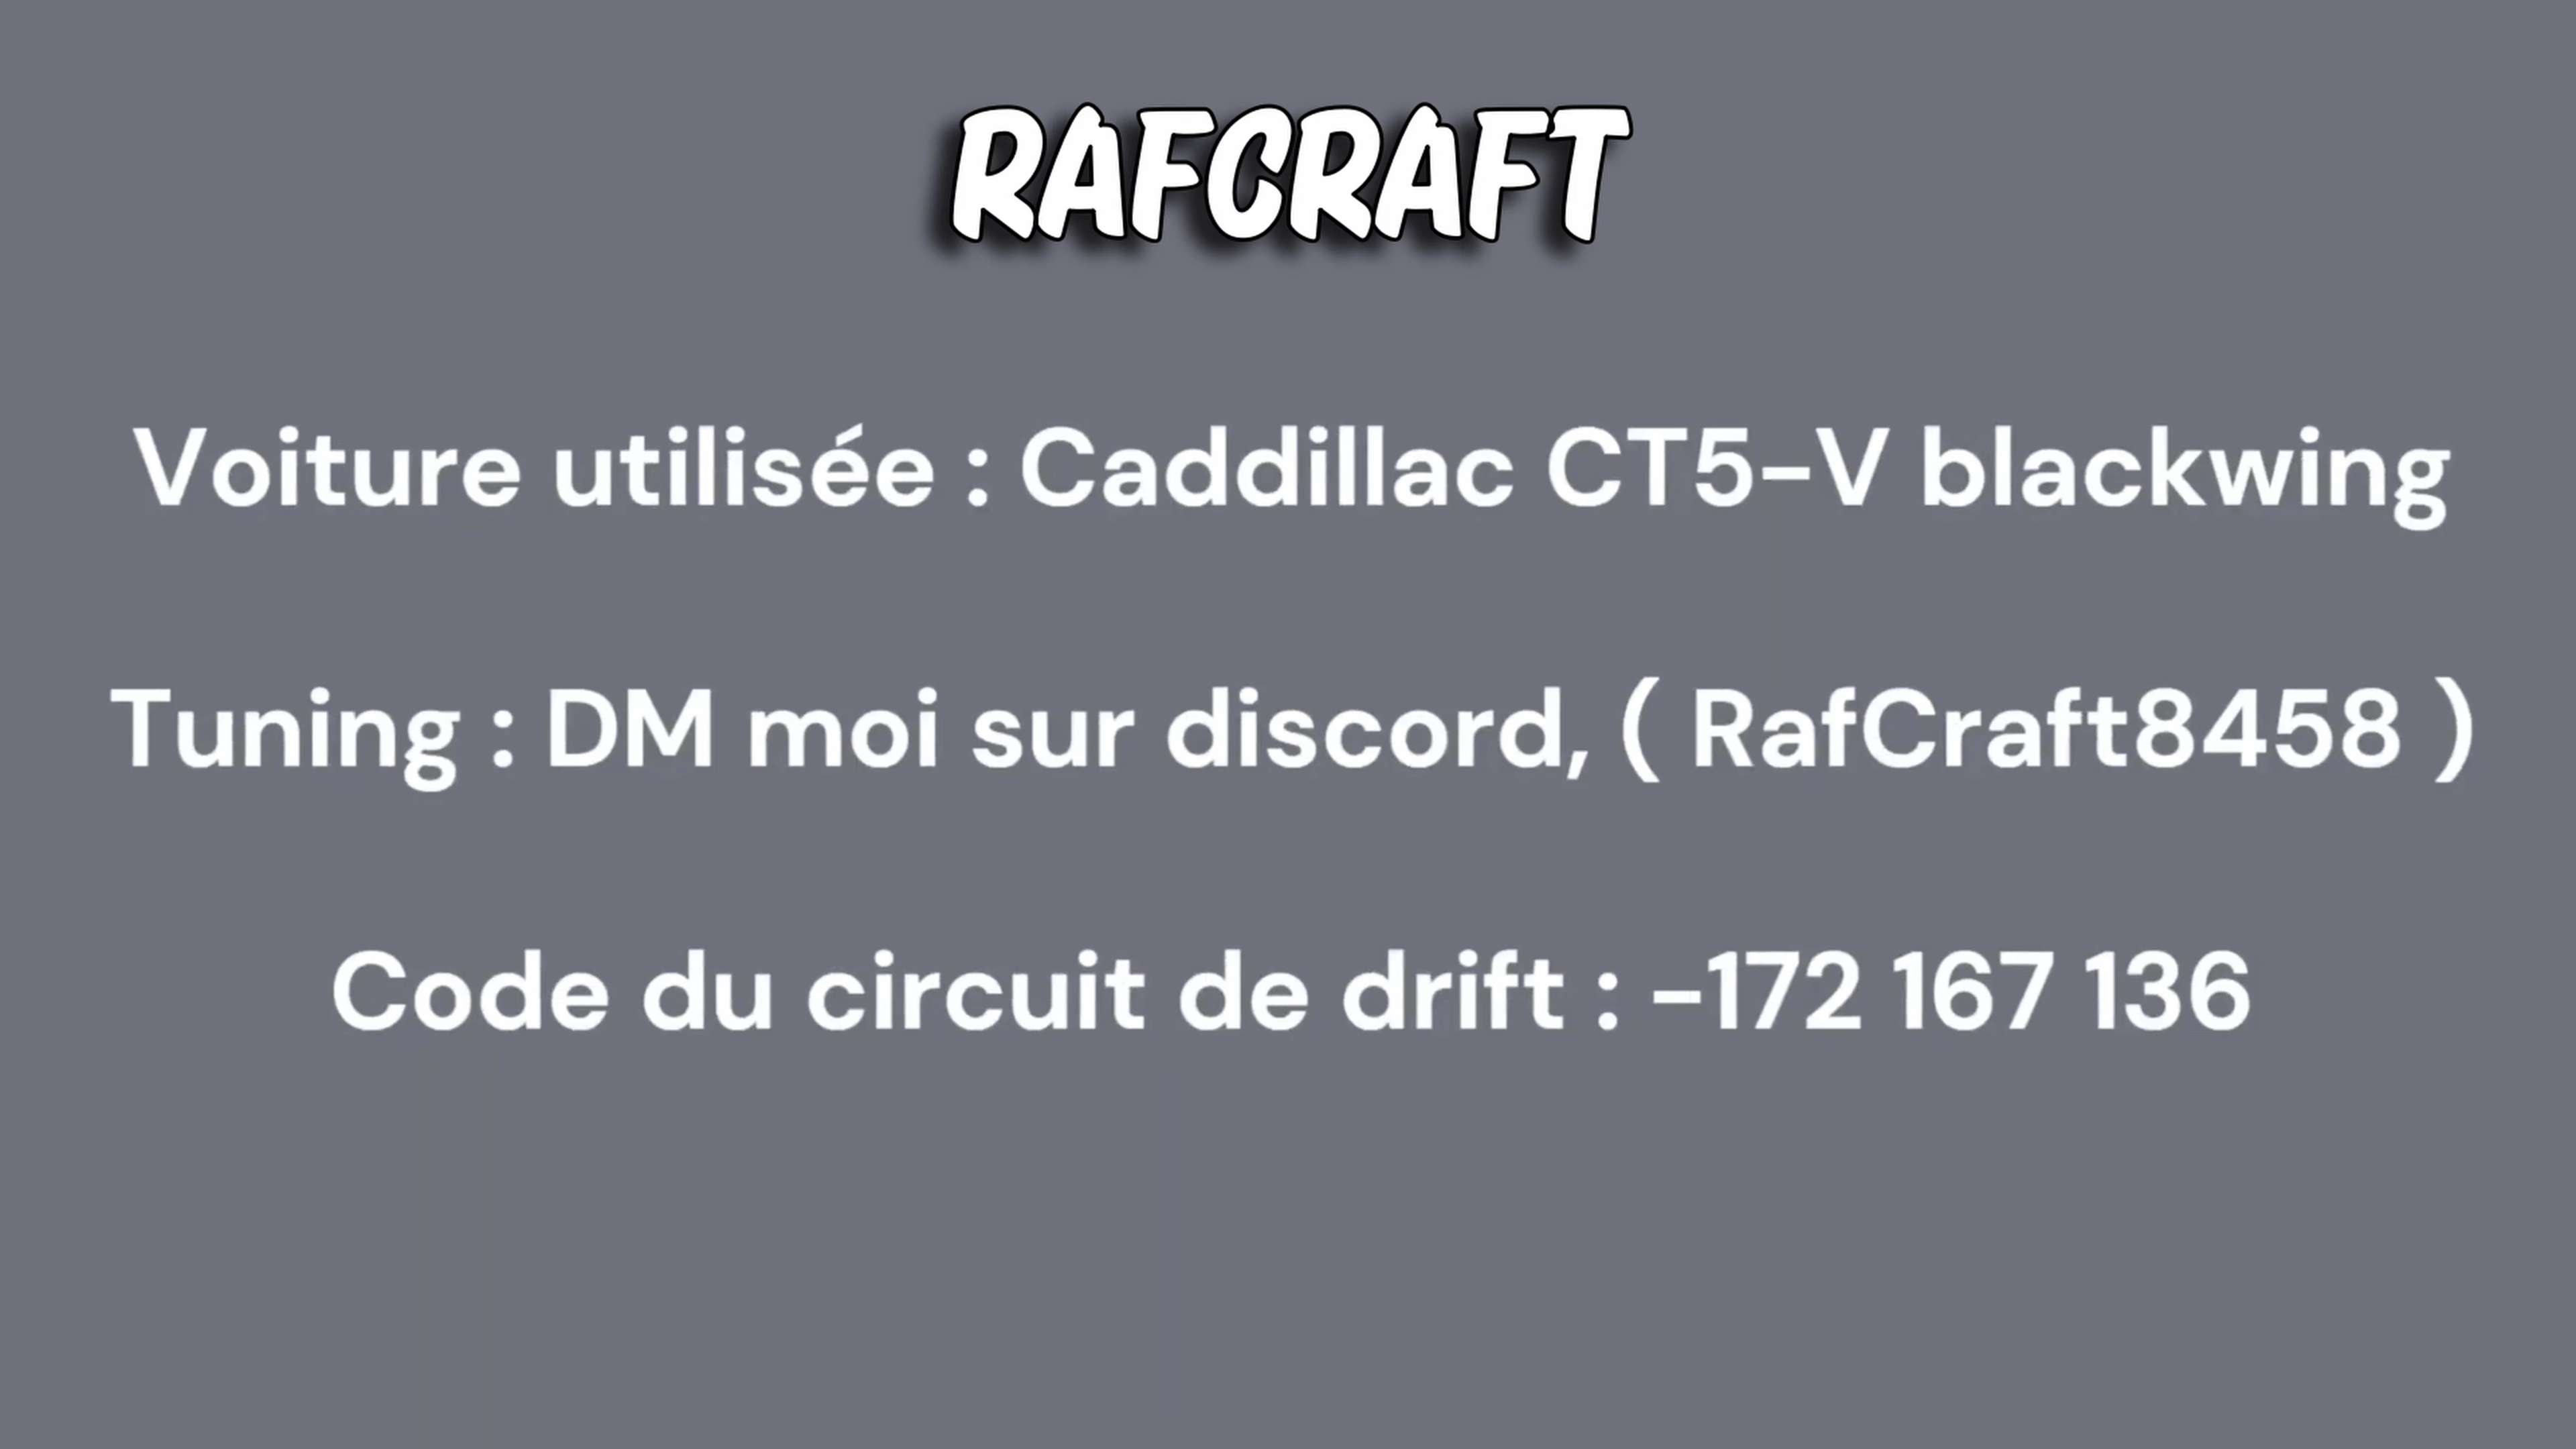 RAFCRAFT
Voiture utilisée : Caddillac CT5-V blackwing
Tuning : DM moi sur discord, ( RafCraft8458 )
Code du circuit de drift : -172 167 136